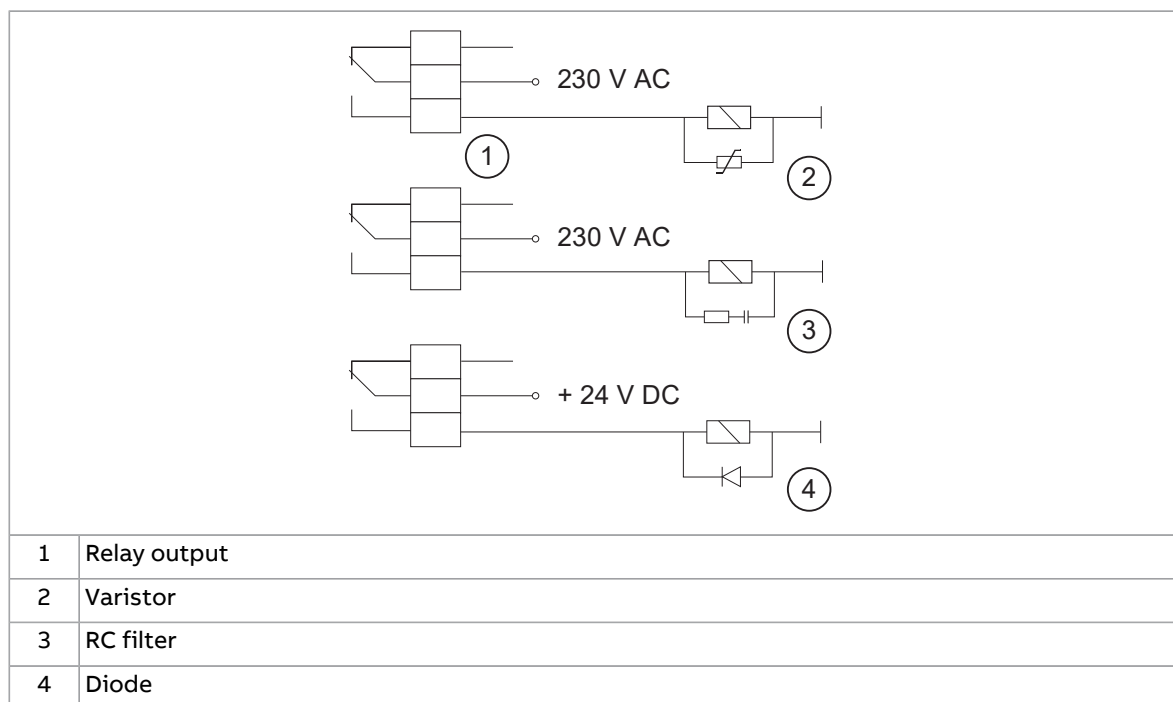 230 V AC
1
2
230 V AC
3
+ 24 V DC
4
1 Relay output
2 Varistor
3 RC filter
4 Diode